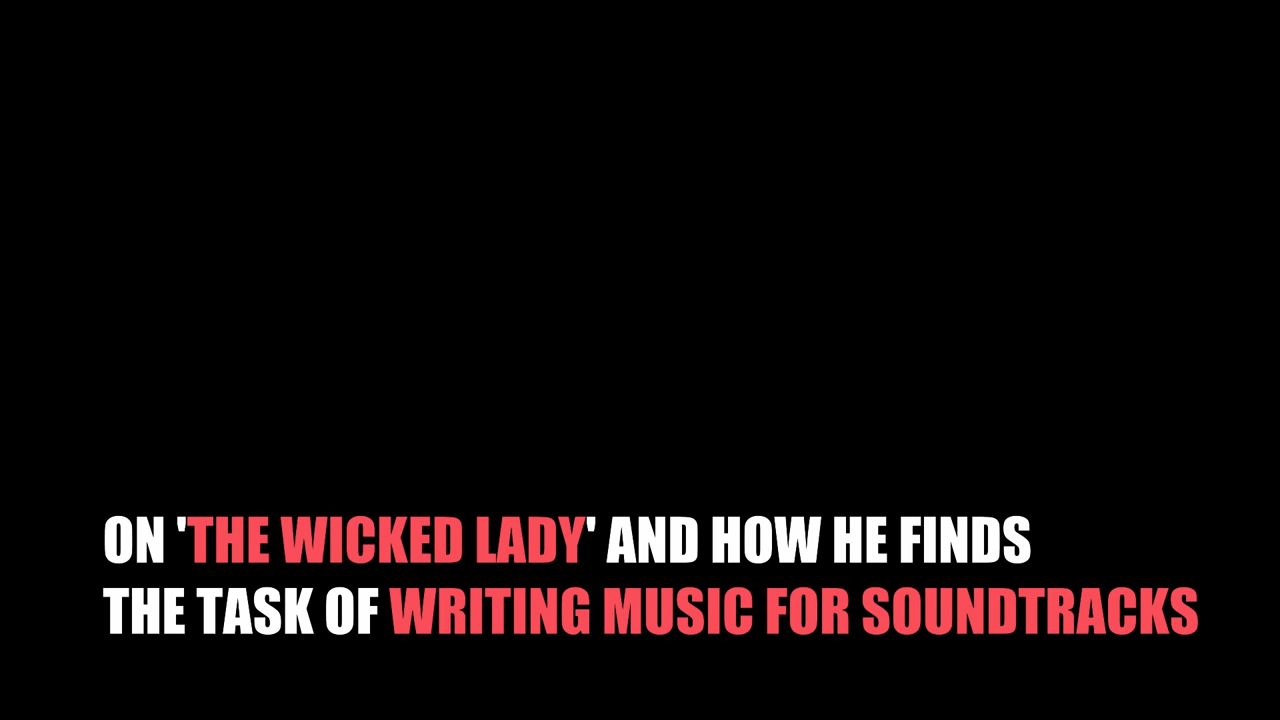 ON 'THE WICKED LADY' AND HOW HE FINDS
THE TASK OF WRITING MUSIC FOR SOUNDTRACKS